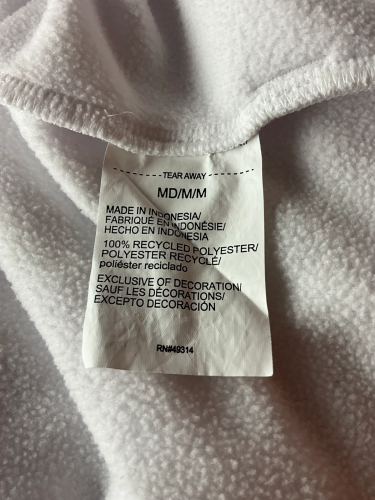 TEAR AWAY
MD/M/M
MADE IN INDONESIA/
FABRIQUÉ EN INDONÉSIE/
HECHO EN INDONESIA
100% RECYCLED POLYESTER/
POLYESTER RECYCLÉ/
poliéster reciclado
EXCLUSIVE OF DECORATION/
SAUF LES DÉCORATIONS/
EXCEPTO DECORACIÓN
RN#49314